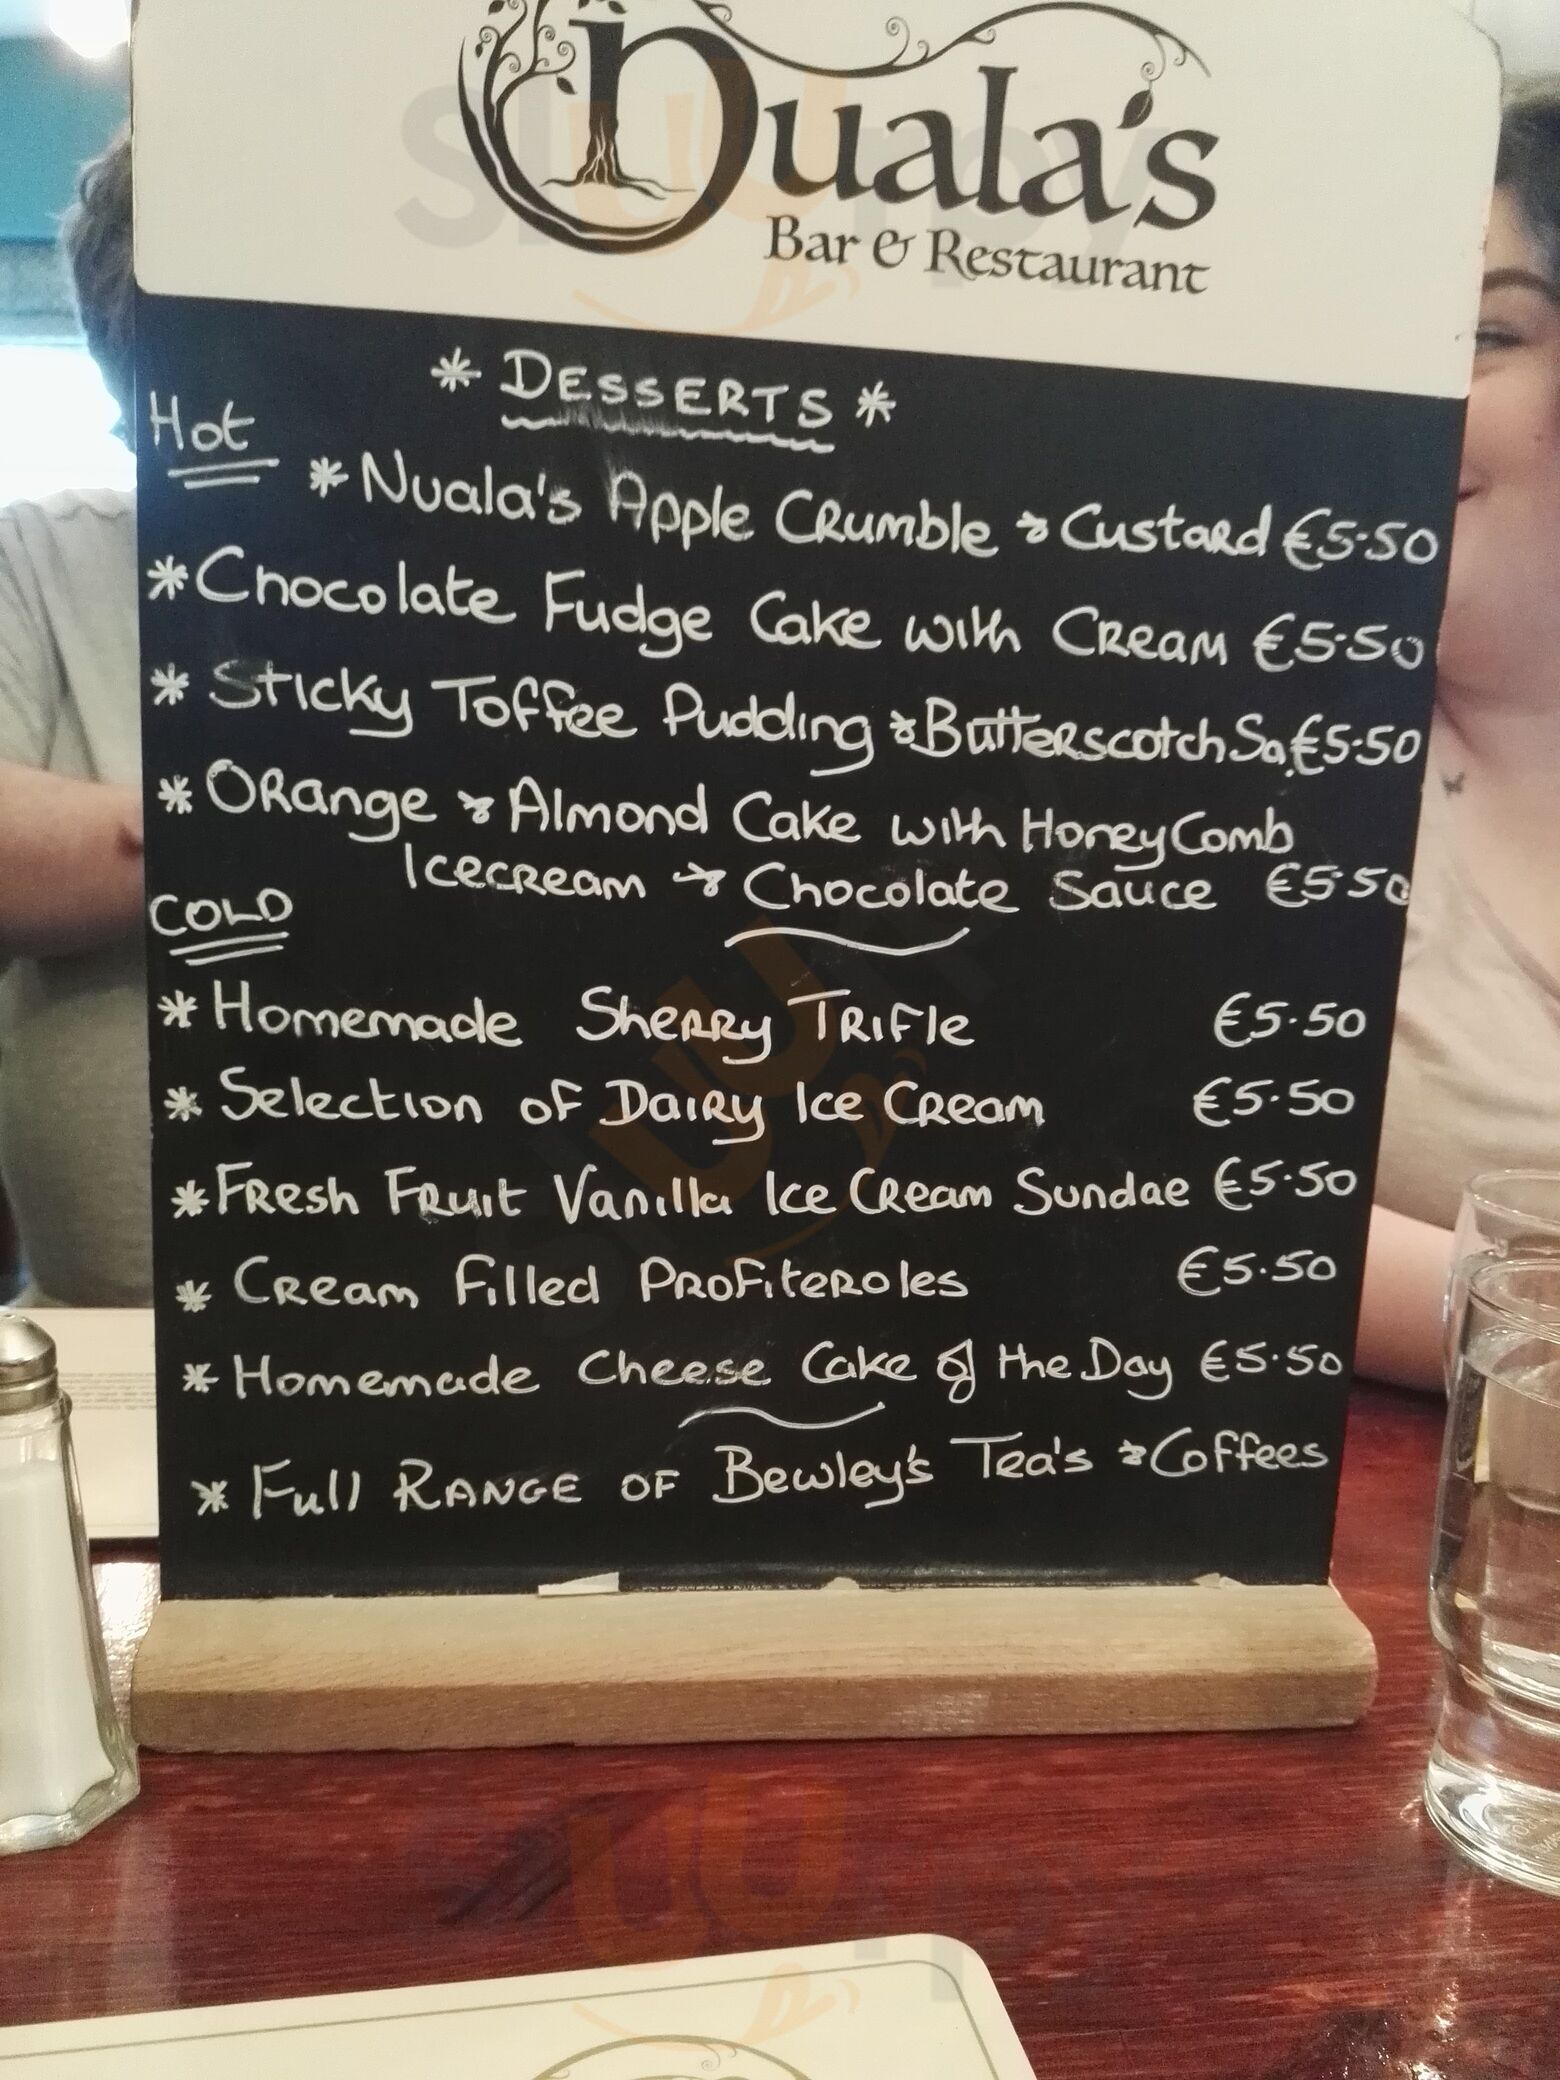 Nuala's
Bar & Restaurant
* DESSERTS *
Hot
* Nuala's Apple Crumble & Custard €5.50
* Chocolate Fudge Cake with Cream €5.50
* Sticky Toffee Pudding & Butterscotch Sa. €5.50
* Orange & Almond Cake with HoneyComb
Icecream & Chocolate Sauce €5.50
COLD
* Homemade Sherry Trifle €5.50
* Selection of Dairy Ice Cream €5.50
* Fresh Fruit Vanilla Ice Cream Sundae €5.50
* Cream Filled Profiteroles €5.50
* Homemade Cheese Cake of the Day €5.50
* Full RANGE OF Bewley's Tea's & Coffees
sluurpy
sluurpy
sluurpy